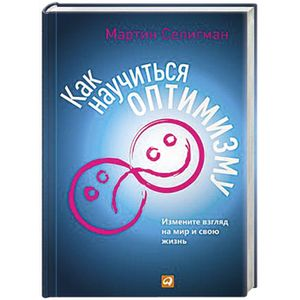 Мартин Селигман
Как
научиться
ОПТИМИЗМУ
Измените взгляд
на мир и свою
жизнь